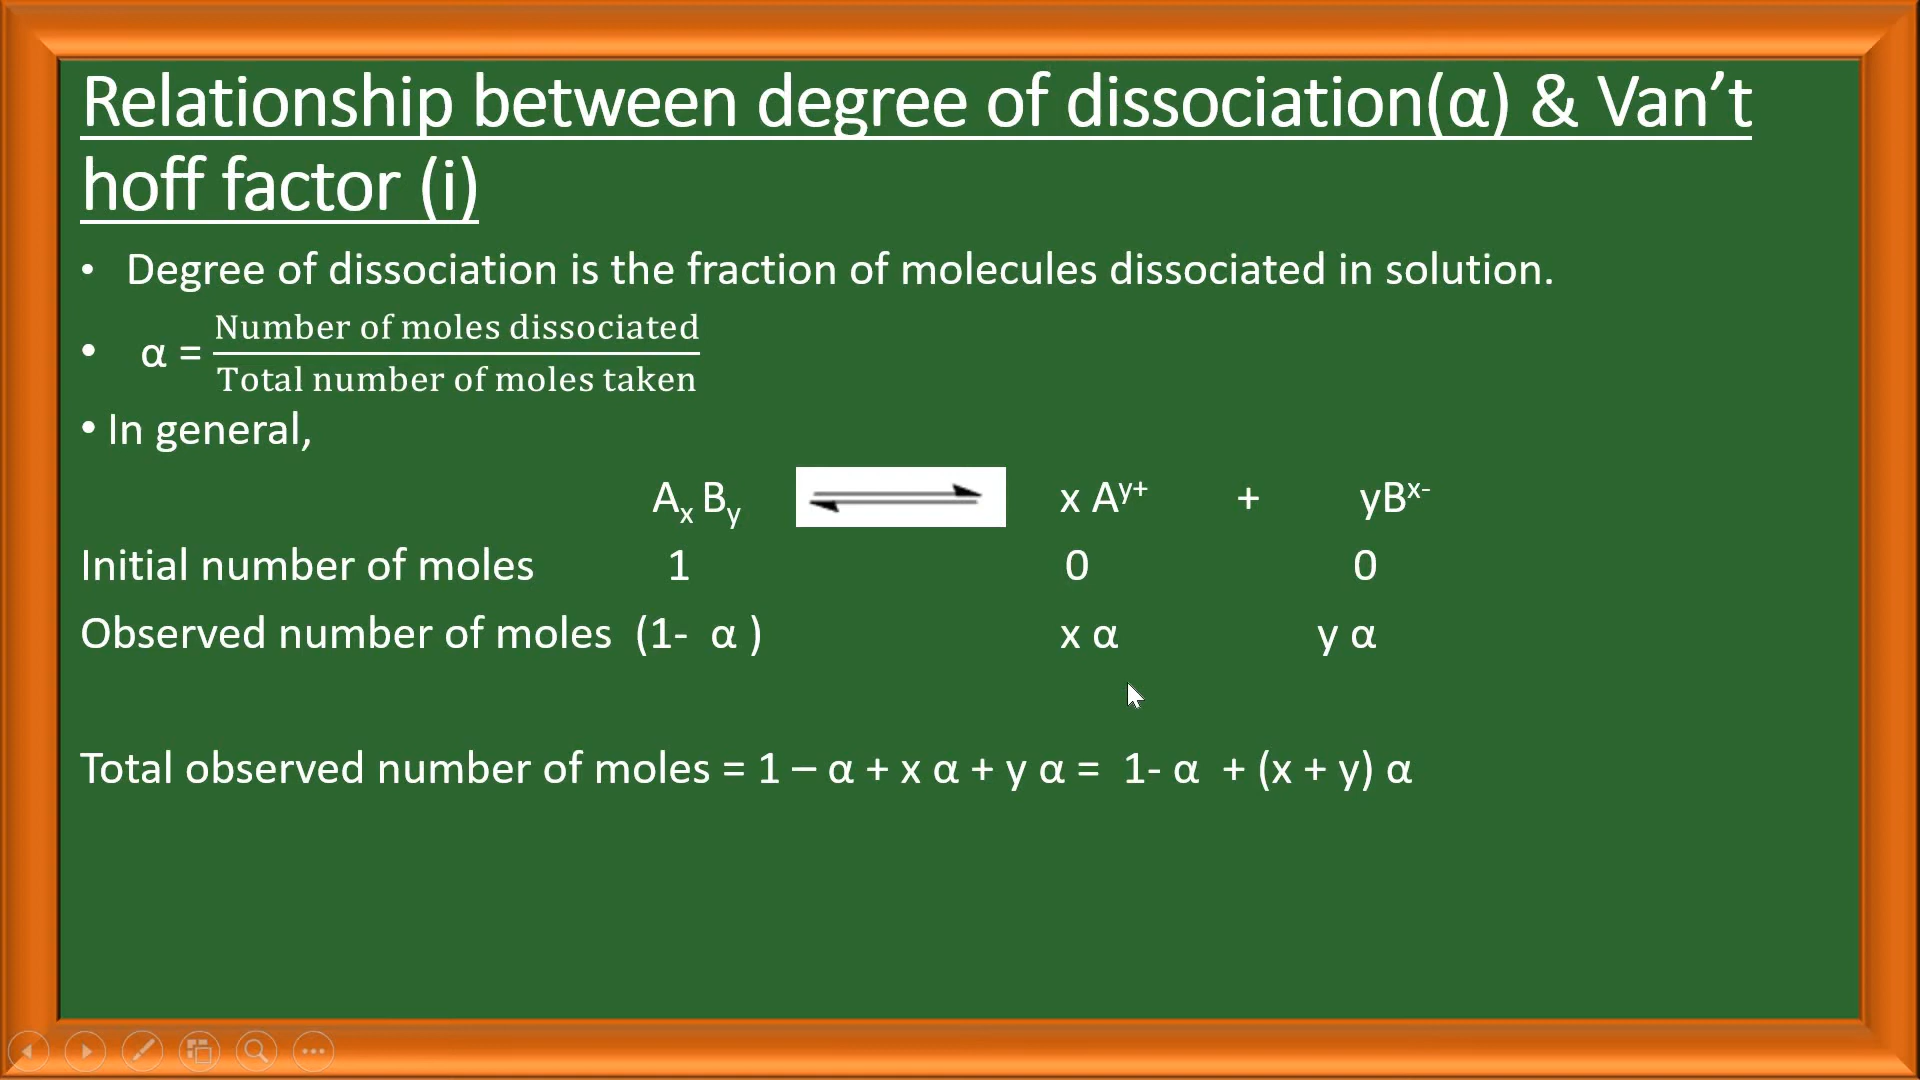 Relationship between degree of dissociation(α) & Van’t
hoff factor (i)
• Degree of dissociation is the fraction of molecules dissociated in solution.
• α = Number of moles dissociated / Total number of moles taken
• In general,
Aₓ B_y ⇌ x A^y+ + yB^x-
Initial number of moles 1 0 0
Observed number of moles (1- α ) x α y α
Total observed number of moles = 1 – α + x α + y α = 1- α + (x + y) α